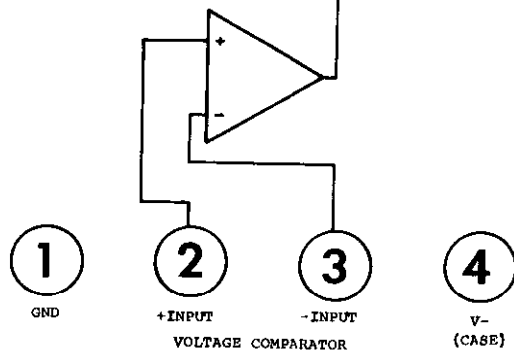 +
-
1 2 3 4
GND +INPUT -INPUT V-
VOLTAGE COMPARATOR (CASE)